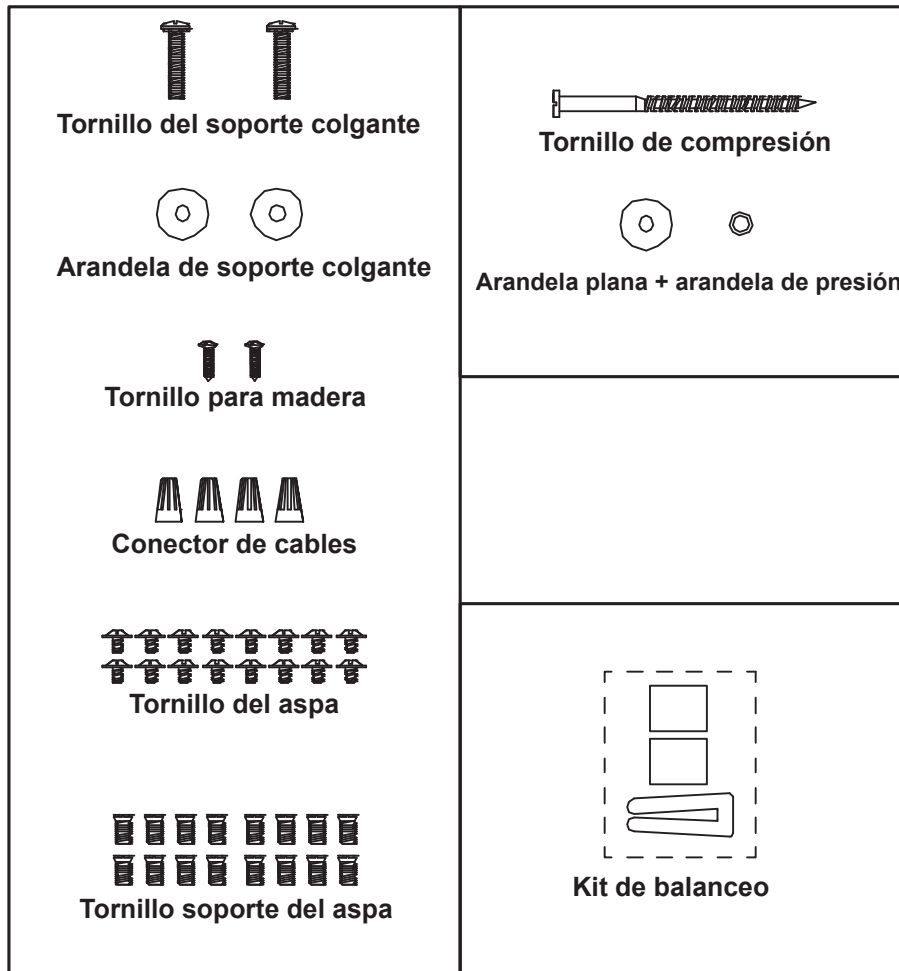 Tornillo del soporte colgante
Arandela de soporte colgante
Tornillo para madera
Conector de cables
Tornillo del aspa
Tornillo soporte del aspa
Tornillo de compresión
Arandela plana + arandela de presión
Kit de balanceo